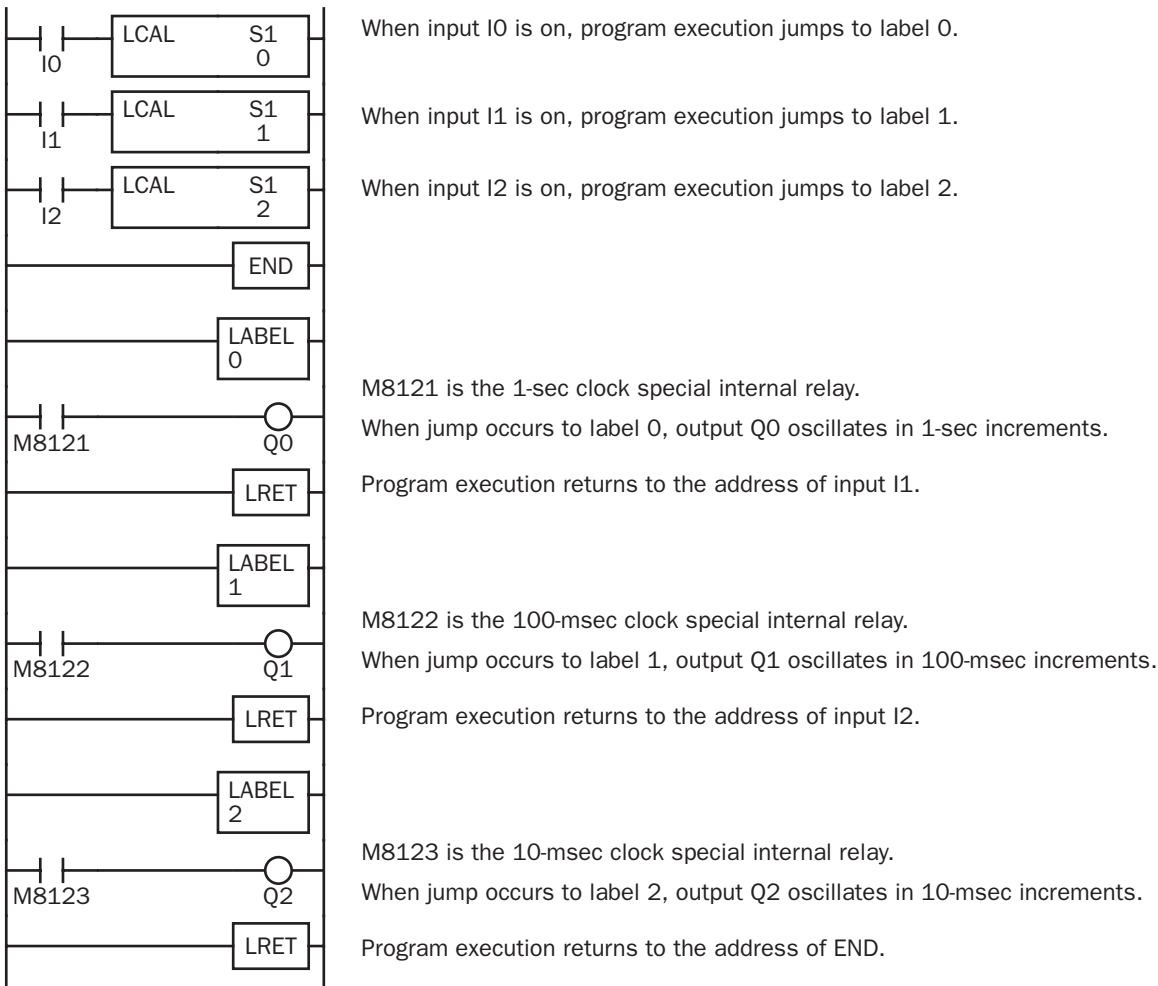 LCAL S1
0
I0
When input I0 is on, program execution jumps to label 0.
LCAL S1
1
I1
When input I1 is on, program execution jumps to label 1.
LCAL S1
2
I2
When input I2 is on, program execution jumps to label 2.
END
LABEL
0
M8121 is the 1-sec clock special internal relay.
M8121 Q0
When jump occurs to label 0, output Q0 oscillates in 1-sec increments.
LRET
Program execution returns to the address of input I1.
LABEL
1
M8122 is the 100-msec clock special internal relay.
M8122 Q1
When jump occurs to label 1, output Q1 oscillates in 100-msec increments.
LRET
Program execution returns to the address of input I2.
LABEL
2
M8123 is the 10-msec clock special internal relay.
M8123 Q2
When jump occurs to label 2, output Q2 oscillates in 10-msec increments.
LRET
Program execution returns to the address of END.